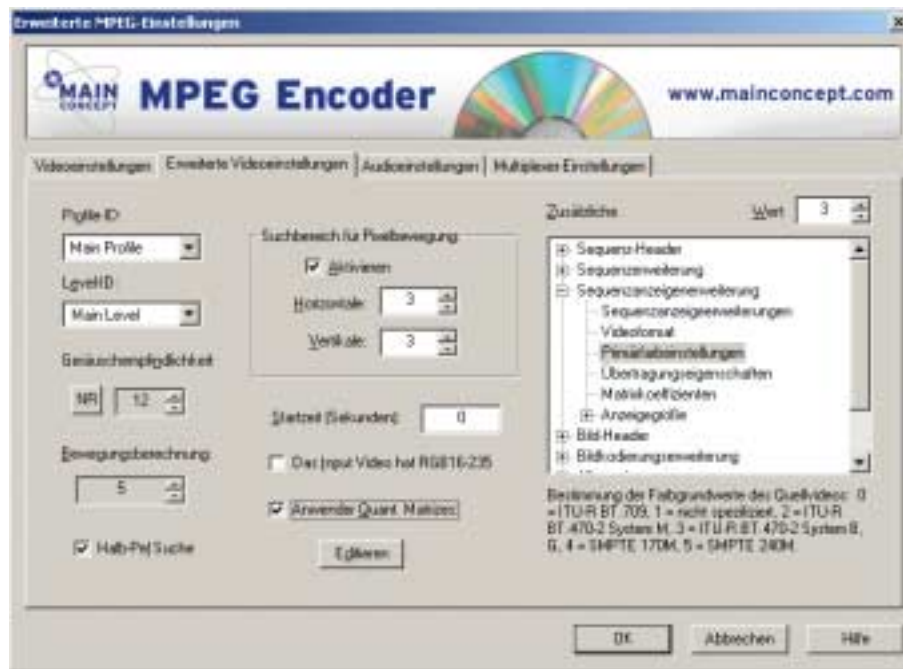 Erweiterte MPEG-Einstellungen
MAIN CONCEPT MPEG Encoder
www.mainconcept.com
Videoeinstellungen Erweiterte Videoeinstellungen Audioeinstellungen Multiplexer Einstellungen
Profile ID:
Main Profile
Level ID:
Main Level
Geräuschempfindlichkeit
NR 12
Bewegungsberechnung:
5
Halb-Pel Suche
Suchbereich für Pixelbewegung
Aktivieren
Horizontale: 3
Vertikale: 3
Startzeit (Sekunden): 0
Das Input Video hat RGB16-235
Anwender Quant. Matrizes
Editieren
Zusätzliche Wert 3
Sequenz-Header
Sequenzerweiterung
Sequenzanzeigenerweiterung
Sequenzanzeigeerweiterungen
Videoformat
Primärfarbeinstellungen
Übertragungseigenschaften
Matrixkoeffizienten
Anzeigegröße
Bild-Header
Bildkodierungserweiterung
Bestimmung der Farbgrundwerte des Quellvideos: 0
= ITU-R BT.709, 1 = nicht spezifiziert, 2 = ITU-R
BT.470-2 System M, 3 = ITU-R BT.470-2 System B,
G, 4 = SMPTE 170M, 5 = SMPTE 240M.
OK Abbrechen Hilfe